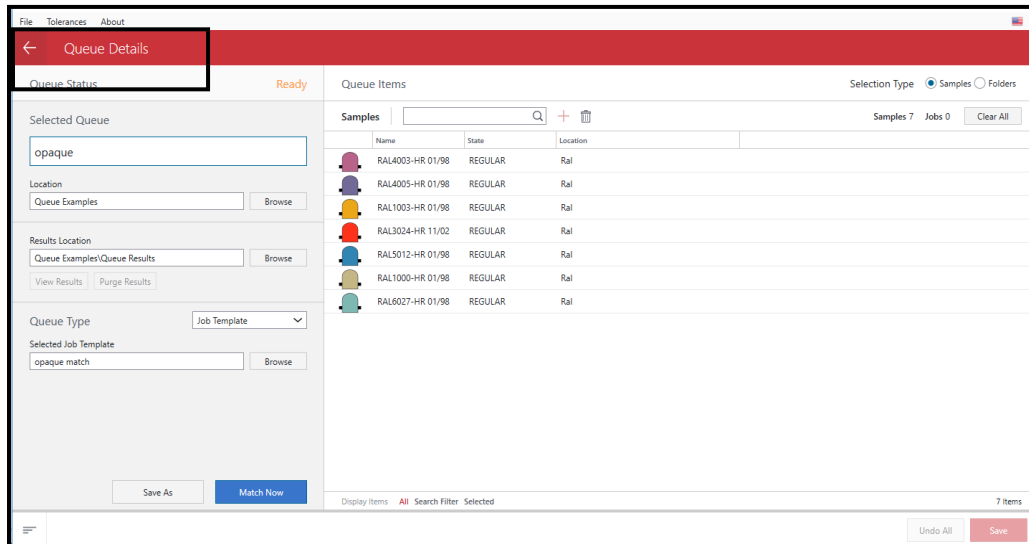 File Tolerances About
Queue Details
Queue Status Ready
Selected Queue
opaque
Location
Queue Examples Browse
Results Location
Queue Examples\Queue Results Browse
View Results Purge Results
Queue Type Job Template
Selected Job Template
opaque match Browse
Save As Match Now
Queue Items Selection Type Samples Folders
Samples Samples 7 Jobs 0 Clear All
Name State Location
RAL4003-HR 01/98 REGULAR Ral
RAL4005-HR 01/98 REGULAR Ral
RAL1003-HR 01/98 REGULAR Ral
RAL3024-HR 11/02 REGULAR Ral
RAL5012-HR 01/98 REGULAR Ral
RAL1000-HR 01/98 REGULAR Ral
RAL6027-HR 01/98 REGULAR Ral
Display Items All Search Filter Selected 7 Items
Undo All Save